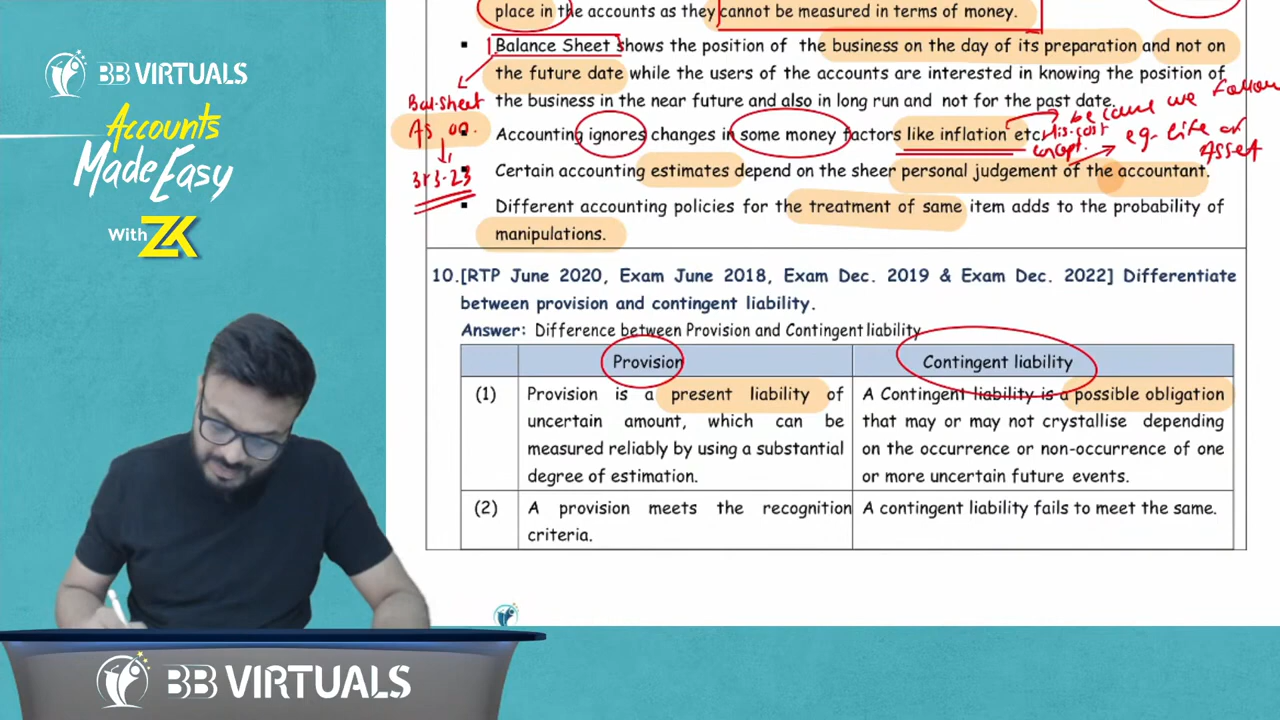 BB VIRTUALS
Accounts
Made Easy
With ZK
place in the accounts as they cannot be measured in terms of money.
▪ Balance Sheet shows the position of the business on the day of its preparation and not on
the future date while the users of the accounts are interested in knowing the position of
the business in the near future and also in long run and not for the past date.
Bal. sheet
As on.
31-3-23
▪ Accounting ignores changes in some money factors like inflation etc.
because we follow
His. cost
concept.
eg. life of
Asset
▪ Certain accounting estimates depend on the sheer personal judgement of the accountant.
▪ Different accounting policies for the treatment of same item adds to the probability of
manipulations.
10.[RTP June 2020, Exam June 2018, Exam Dec. 2019 & Exam Dec. 2022] Differentiate
between provision and contingent liability.
Answer: Difference between Provision and Contingent liability
Provision Contingent liability
(1) Provision is a present liability of A Contingent liability is a possible obligation
uncertain amount, which can be that may or may not crystallise depending
measured reliably by using a substantial on the occurrence or non-occurrence of one
degree of estimation. or more uncertain future events.
(2) A provision meets the recognition A contingent liability fails to meet the same.
criteria.
BB VIRTUALS